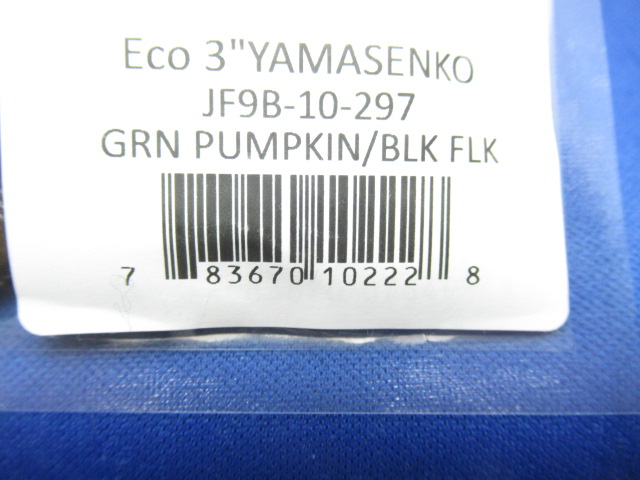 Eco 3"YAMASENKO
JF9B-10-297
GRN PUMPKIN/BLK FLK
7 83670 10222 8